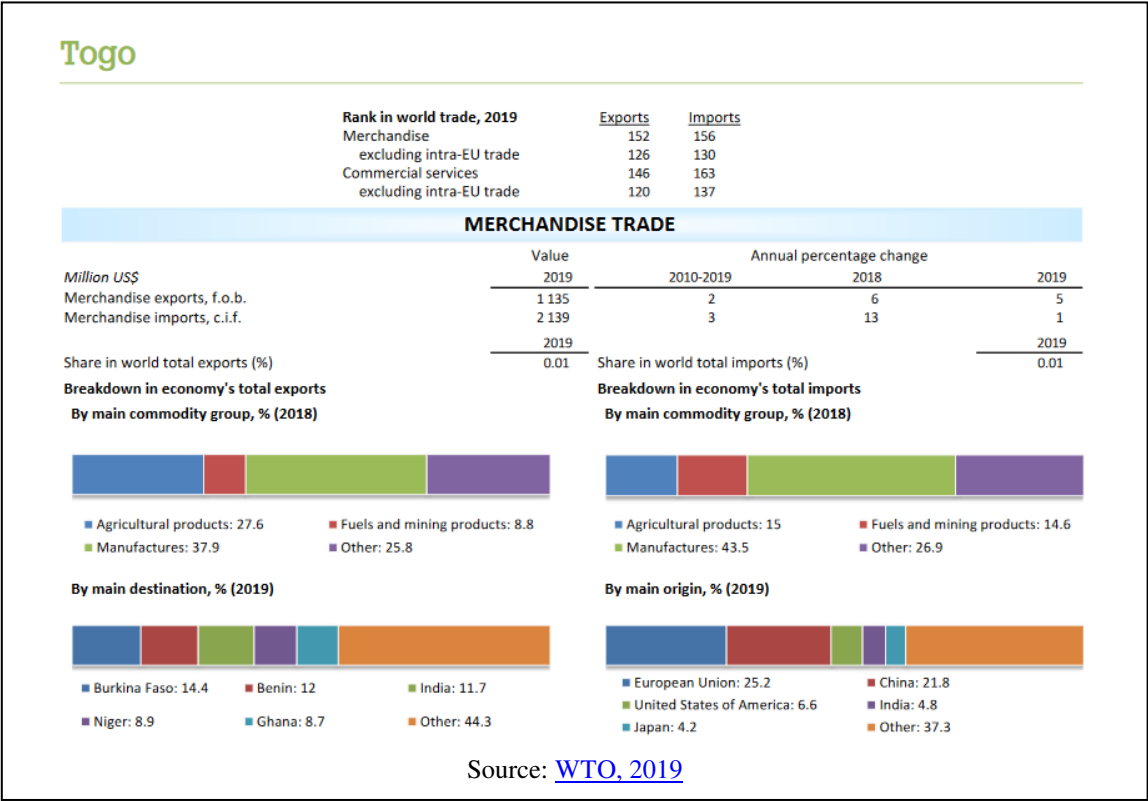 Togo
Rank in world trade, 2019 Exports Imports
Merchandise 152 156
excluding intra-EU trade 126 130
Commercial services 146 163
excluding intra-EU trade 120 137
MERCHANDISE TRADE
Value Annual percentage change
Million US$ 2019 2010-2019 2018 2019
Merchandise exports, f.o.b. 1 135 2 6 5
Merchandise imports, c.i.f. 2 139 3 13 1
2019 2019
Share in world total exports (%) 0.01 Share in world total imports (%) 0.01
Breakdown in economy's total exports Breakdown in economy's total imports
By main commodity group, % (2018) By main commodity group, % (2018)
Agricultural products: 27.6 Fuels and mining products: 8.8 Agricultural products: 15 Fuels and mining products: 14.6
Manufactures: 37.9 Other: 25.8 Manufactures: 43.5 Other: 26.9
By main destination, % (2019) By main origin, % (2019)
Burkina Faso: 14.4 Benin: 12 India: 11.7
Niger: 8.9 Ghana: 8.7 Other: 44.3
European Union: 25.2 China: 21.8
United States of America: 6.6 India: 4.8
Japan: 4.2 Other: 37.3
Source: WTO, 2019